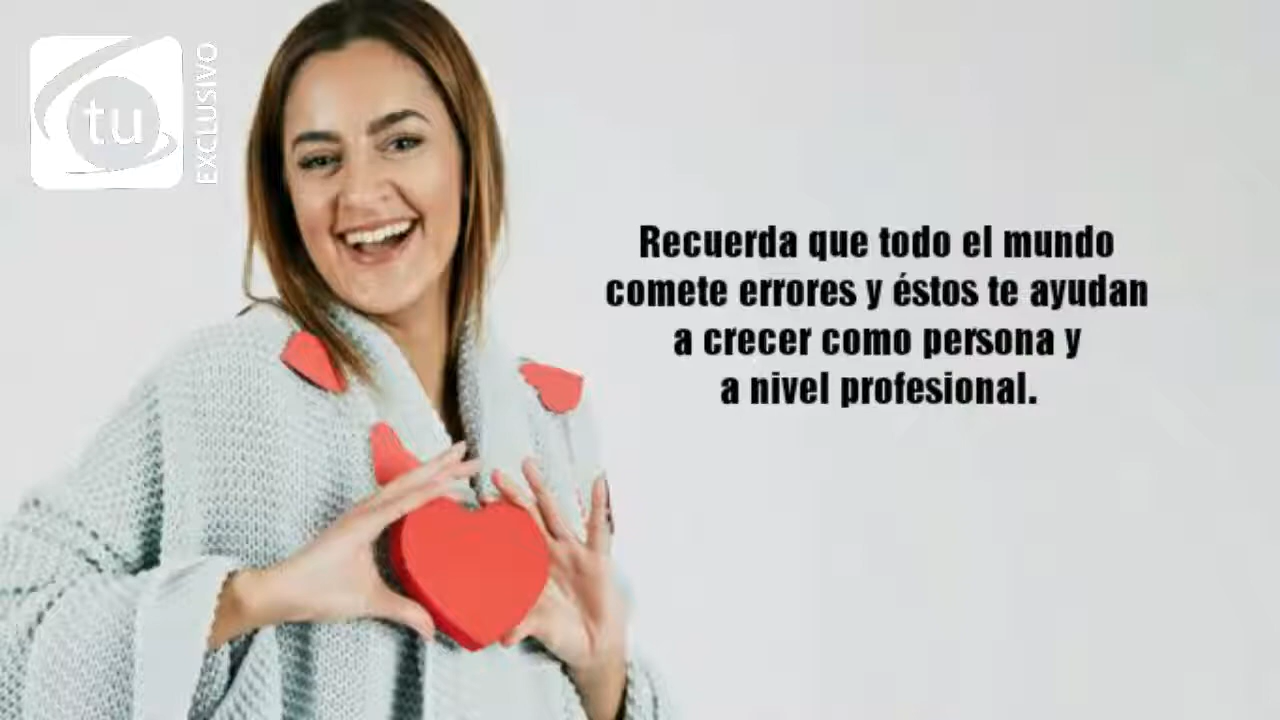 tu
EXCLUSIVO
Recuerda que todo el mundo
comete errores y éstos te ayudan
a crecer como persona y
a nivel profesional.